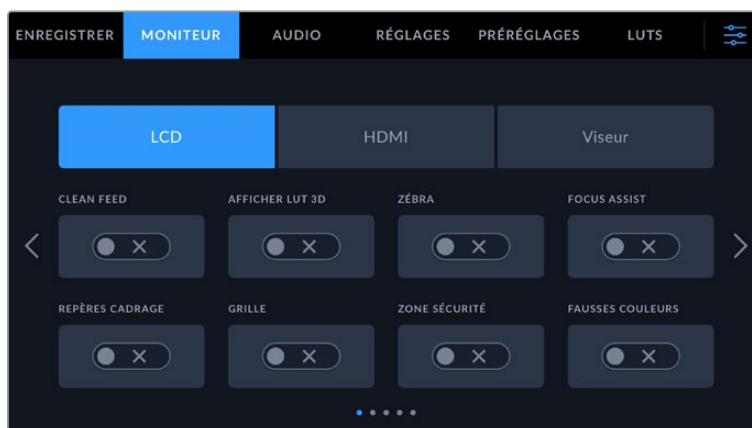 ENREGISTRER MONITEUR AUDIO RÉGLAGES PRÉRÉGLAGES LUTS
LCD HDMI Viseur
CLEAN FEED AFFICHER LUT 3D ZÉBRA FOCUS ASSIST
REPÈRES CADRAGE GRILLE ZONE SÉCURITÉ FAUSSES COULEURS